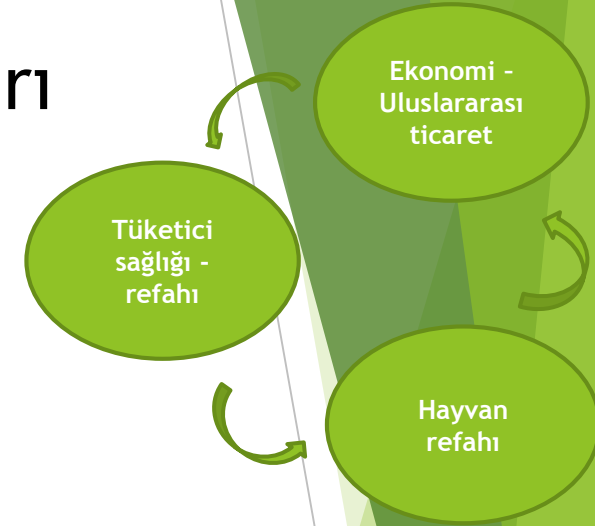 rı
Ekonomi –
Uluslararası
ticaret
Tüketici
sağlığı -
refahı
Hayvan
refahı